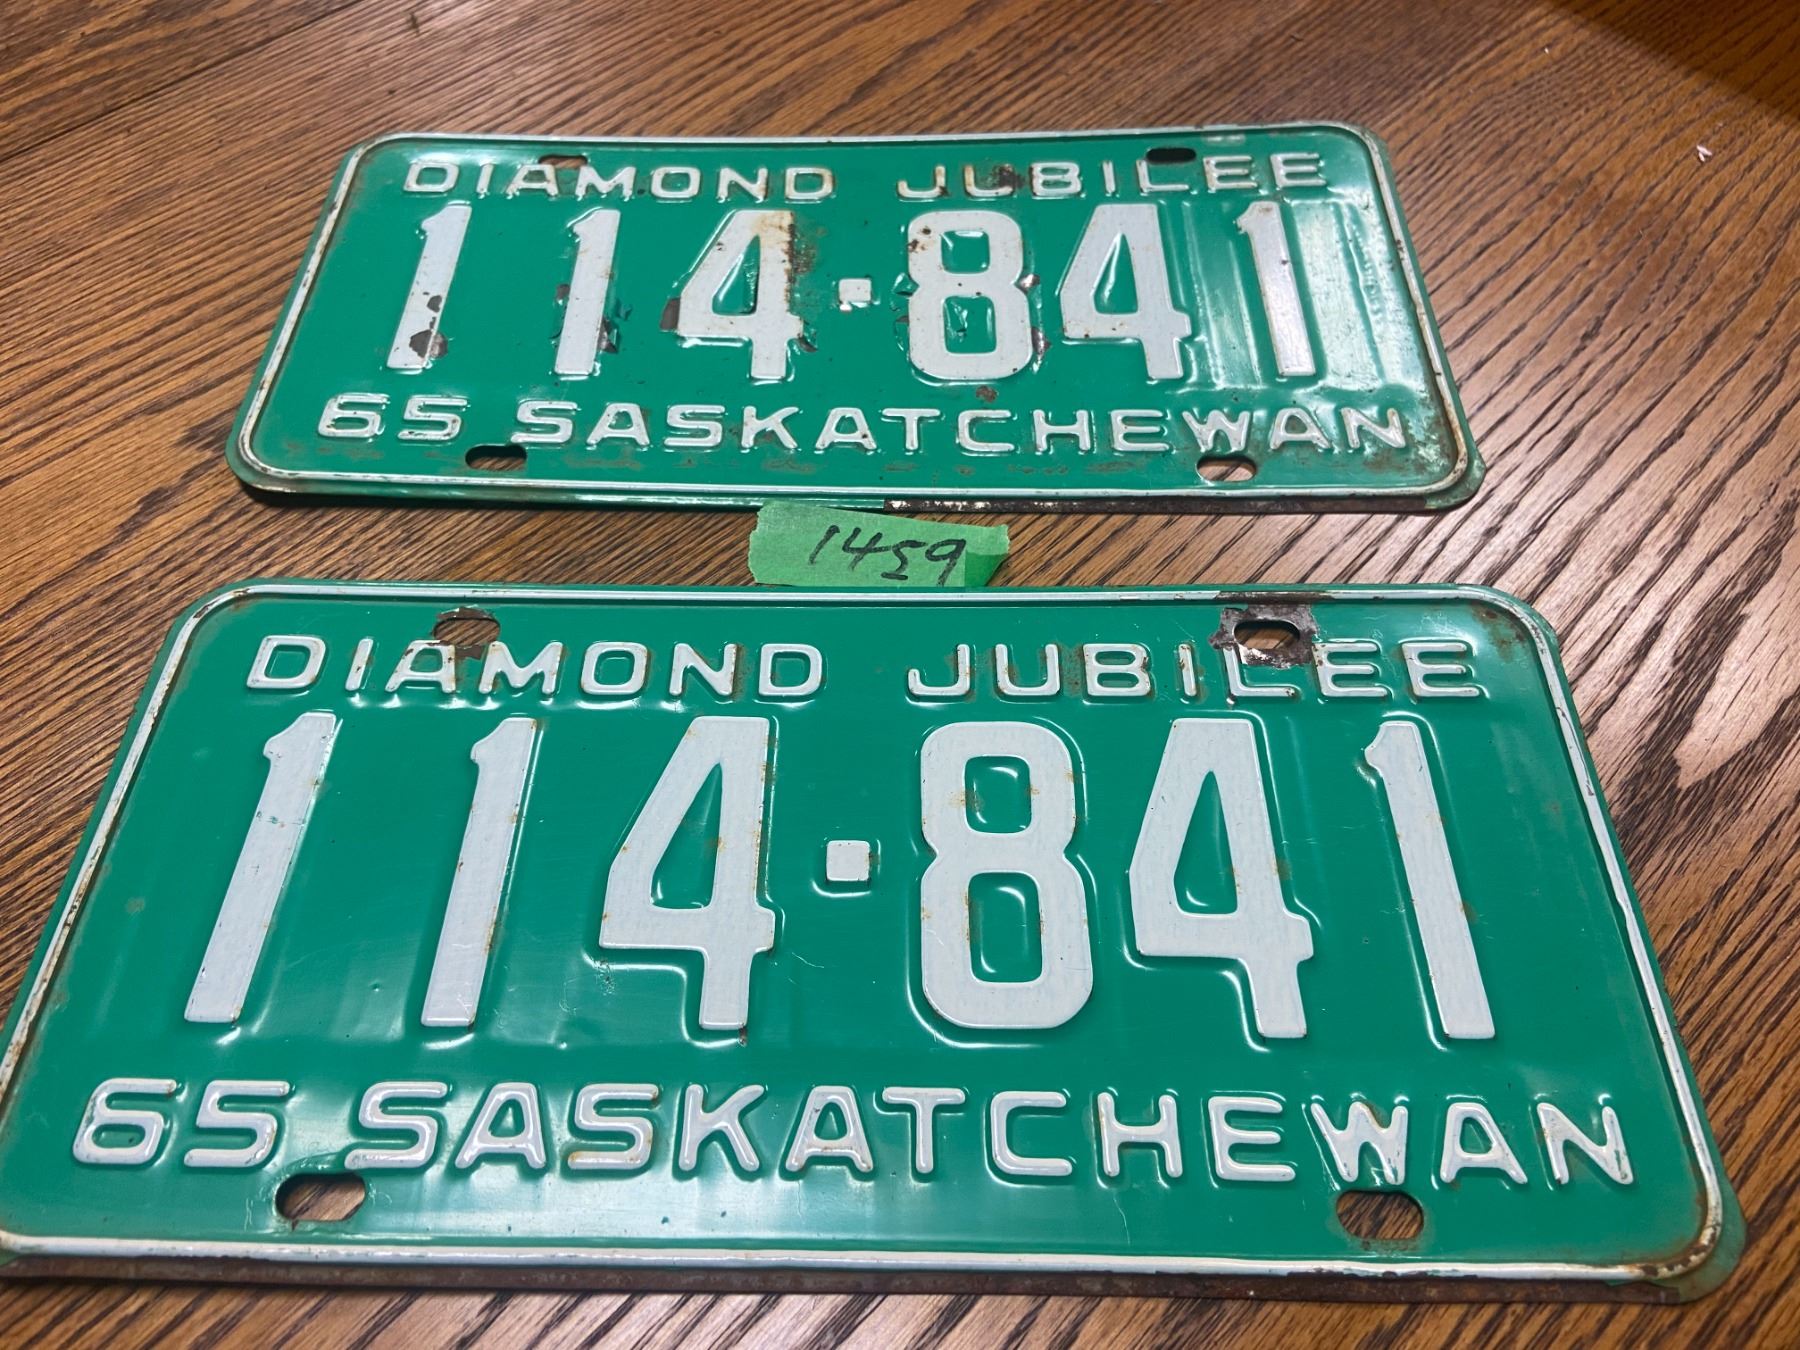 DIAMOND JUBILEE
114·841
65 SASKATCHEWAN
1459
DIAMOND JUBILEE
114·841
65 SASKATCHEWAN